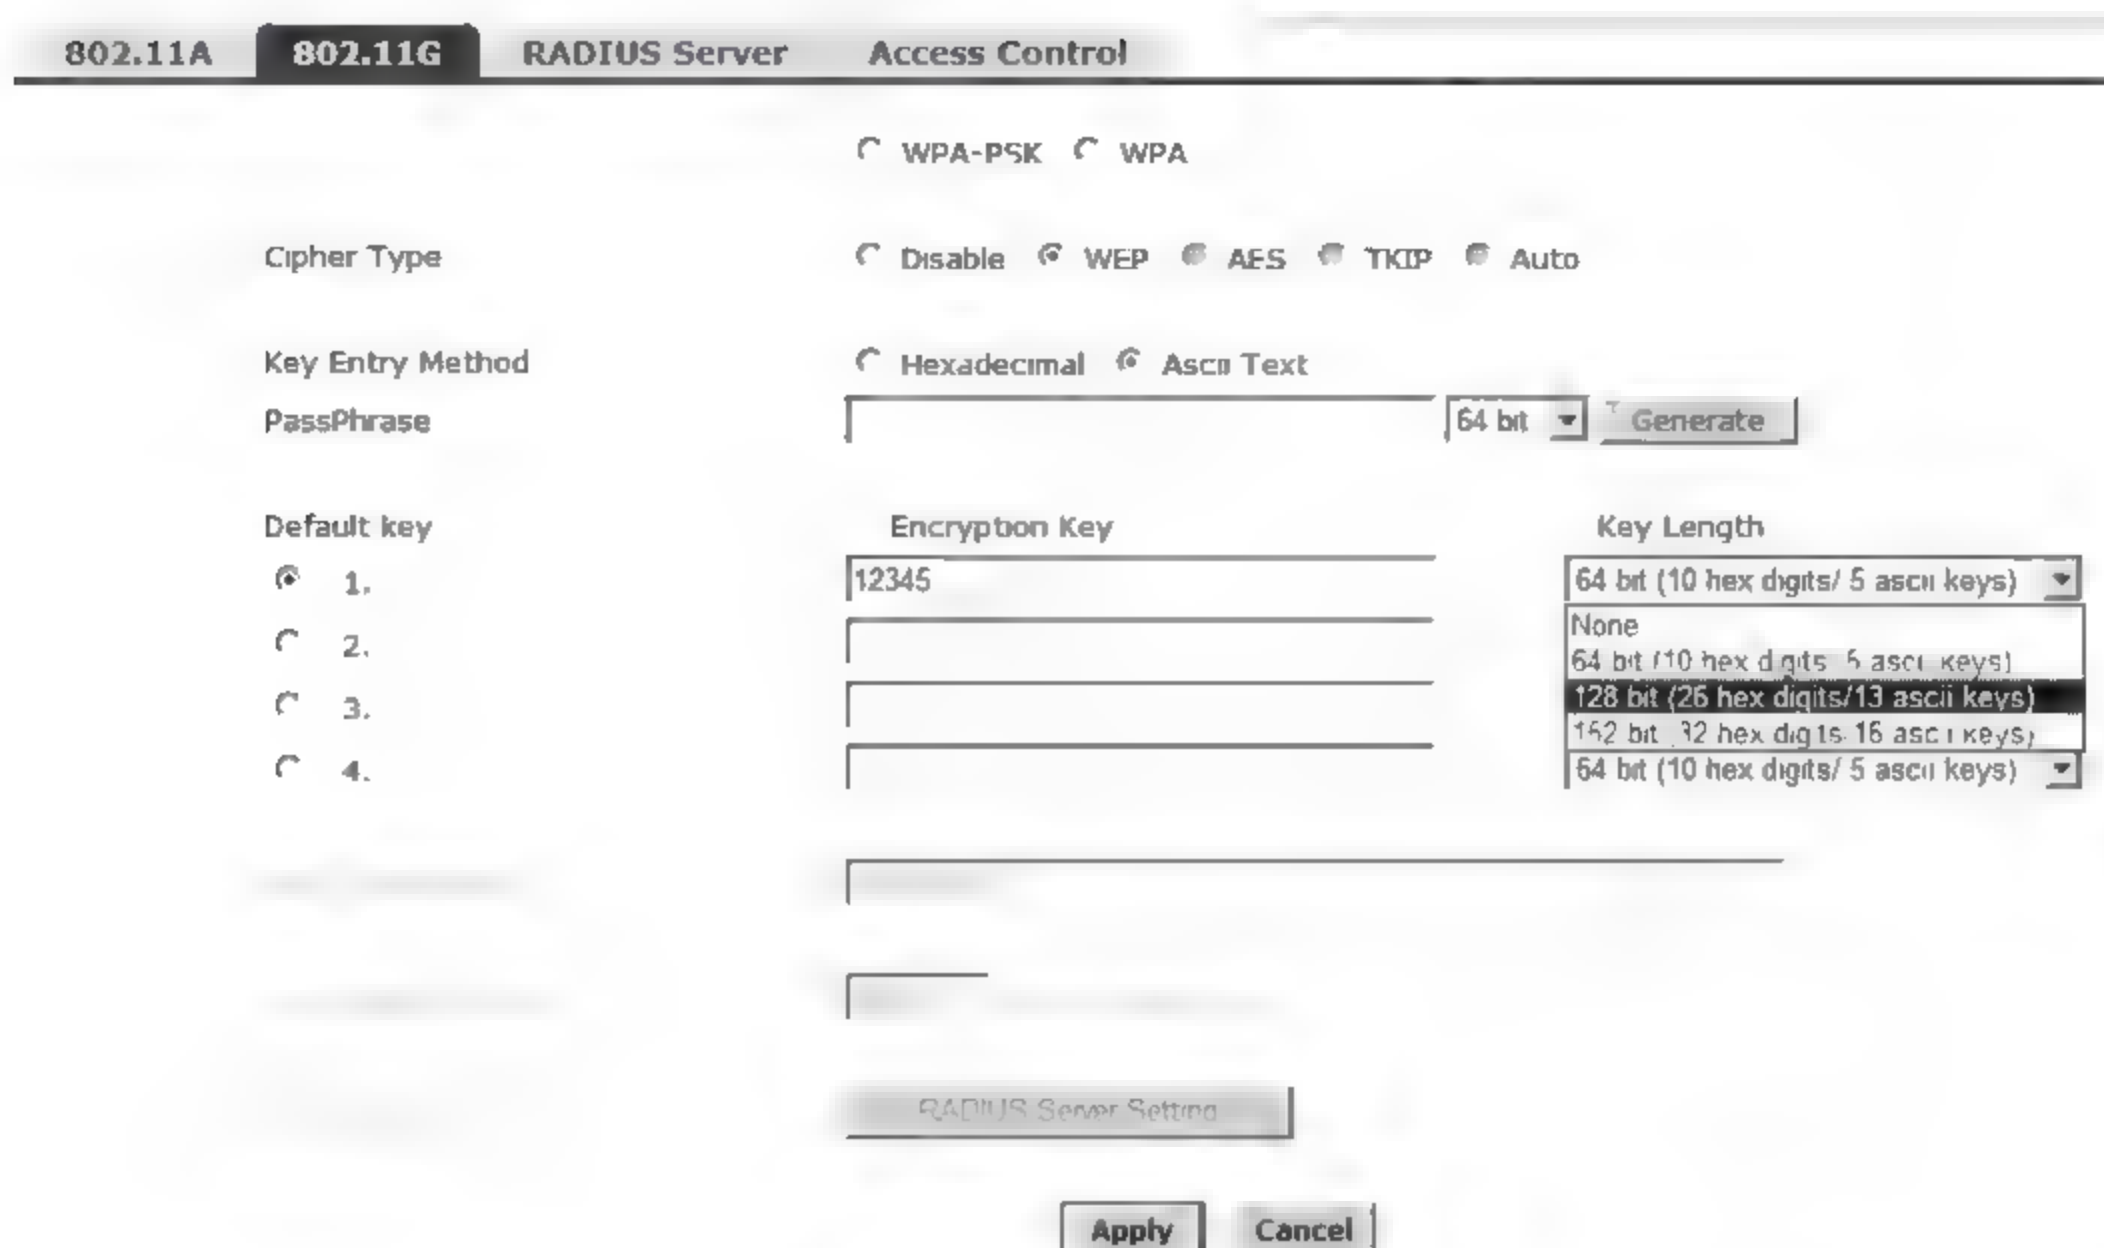 802.11A 802.11G RADIUS Server Access Control
WPA-PSK WPA
Cipher Type Disable WEP AES TKIP Auto
Key Entry Method Hexadecimal Ascii Text
PassPhrase 64 bit Generate
Default key Encryption Key Key Length
1. 12345 64 bit (10 hex digits/ 5 ascii keys)
None
2.
64 bit (10 hex digits/ 5 ascii keys)
128 bit (26 hex digits/13 ascii keys)
3.
152 bit (32 hex digits/16 ascii keys)
4. 64 bit (10 hex digits/ 5 ascii keys)
RADIUS Server Setting
Apply Cancel